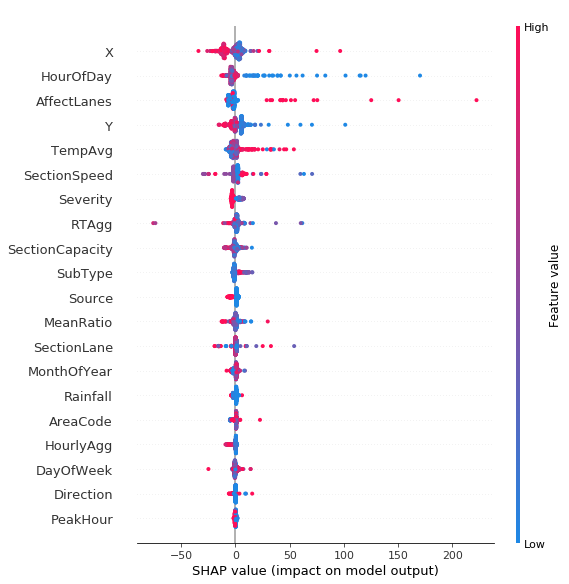 High
X
HourOfDay
AffectLanes
Y
TempAvg
SectionSpeed
Severity
RTAgg
SectionCapacity
SubType
Source
MeanRatio
SectionLane
MonthOfYear
Rainfall
AreaCode
HourlyAgg
DayOfWeek
Direction
PeakHour
Feature value
Low
−50 0 50 100 150 200
SHAP value (impact on model output)